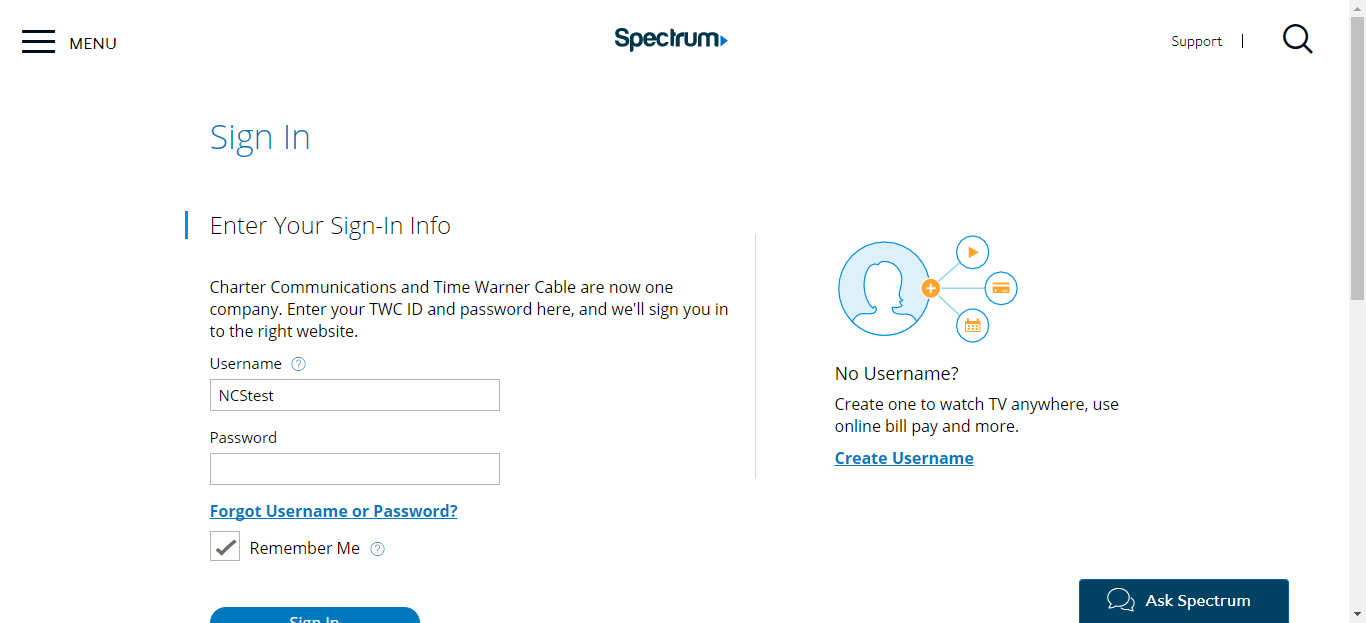 MENU
Spectrum
Support |
Sign In
Enter Your Sign-In Info
Charter Communications and Time Warner Cable are now one
company. Enter your TWC ID and password here, and we'll sign you in
to the right website.
Username ?
NCStest
Password
Forgot Username or Password?
Remember Me ?
Sign In
No Username?
Create one to watch TV anywhere, use
online bill pay and more.
Create Username
Ask Spectrum